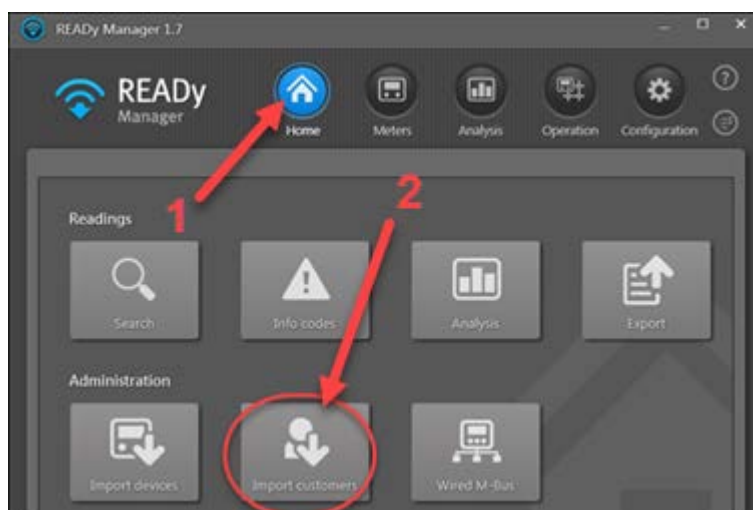 READy Manager 1.7
READy
Manager
Home
Meters
Analysis
Operation
Configuration
?
1
2
Readings
Search
Info codes
Analysis
Export
Administration
Import devices
Import customers
Wired M-Bus